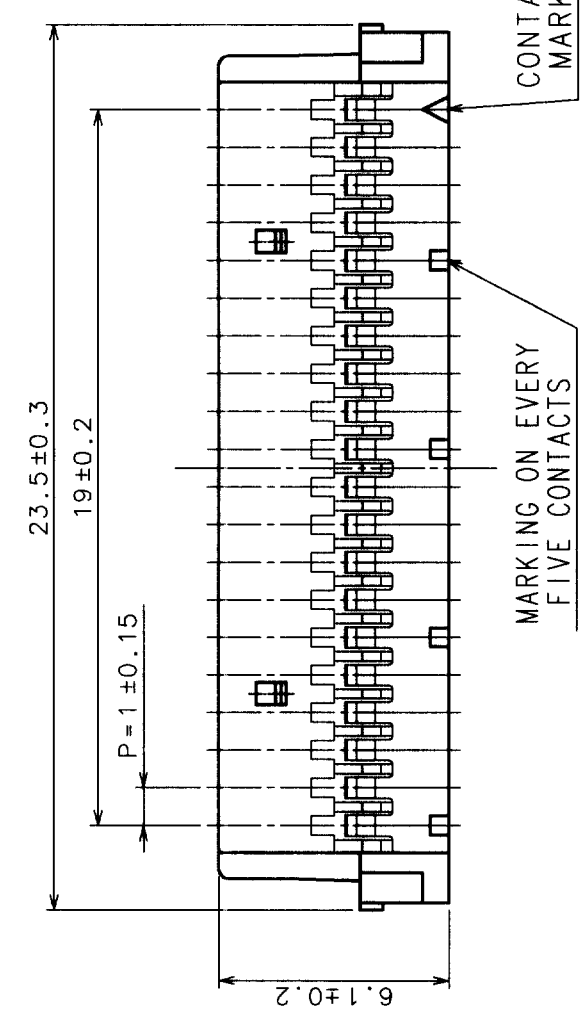 23.5±0.3
19±0.2
P=1±0.15
6.1±0.2
MARKING ON EVERY
FIVE CONTACTS